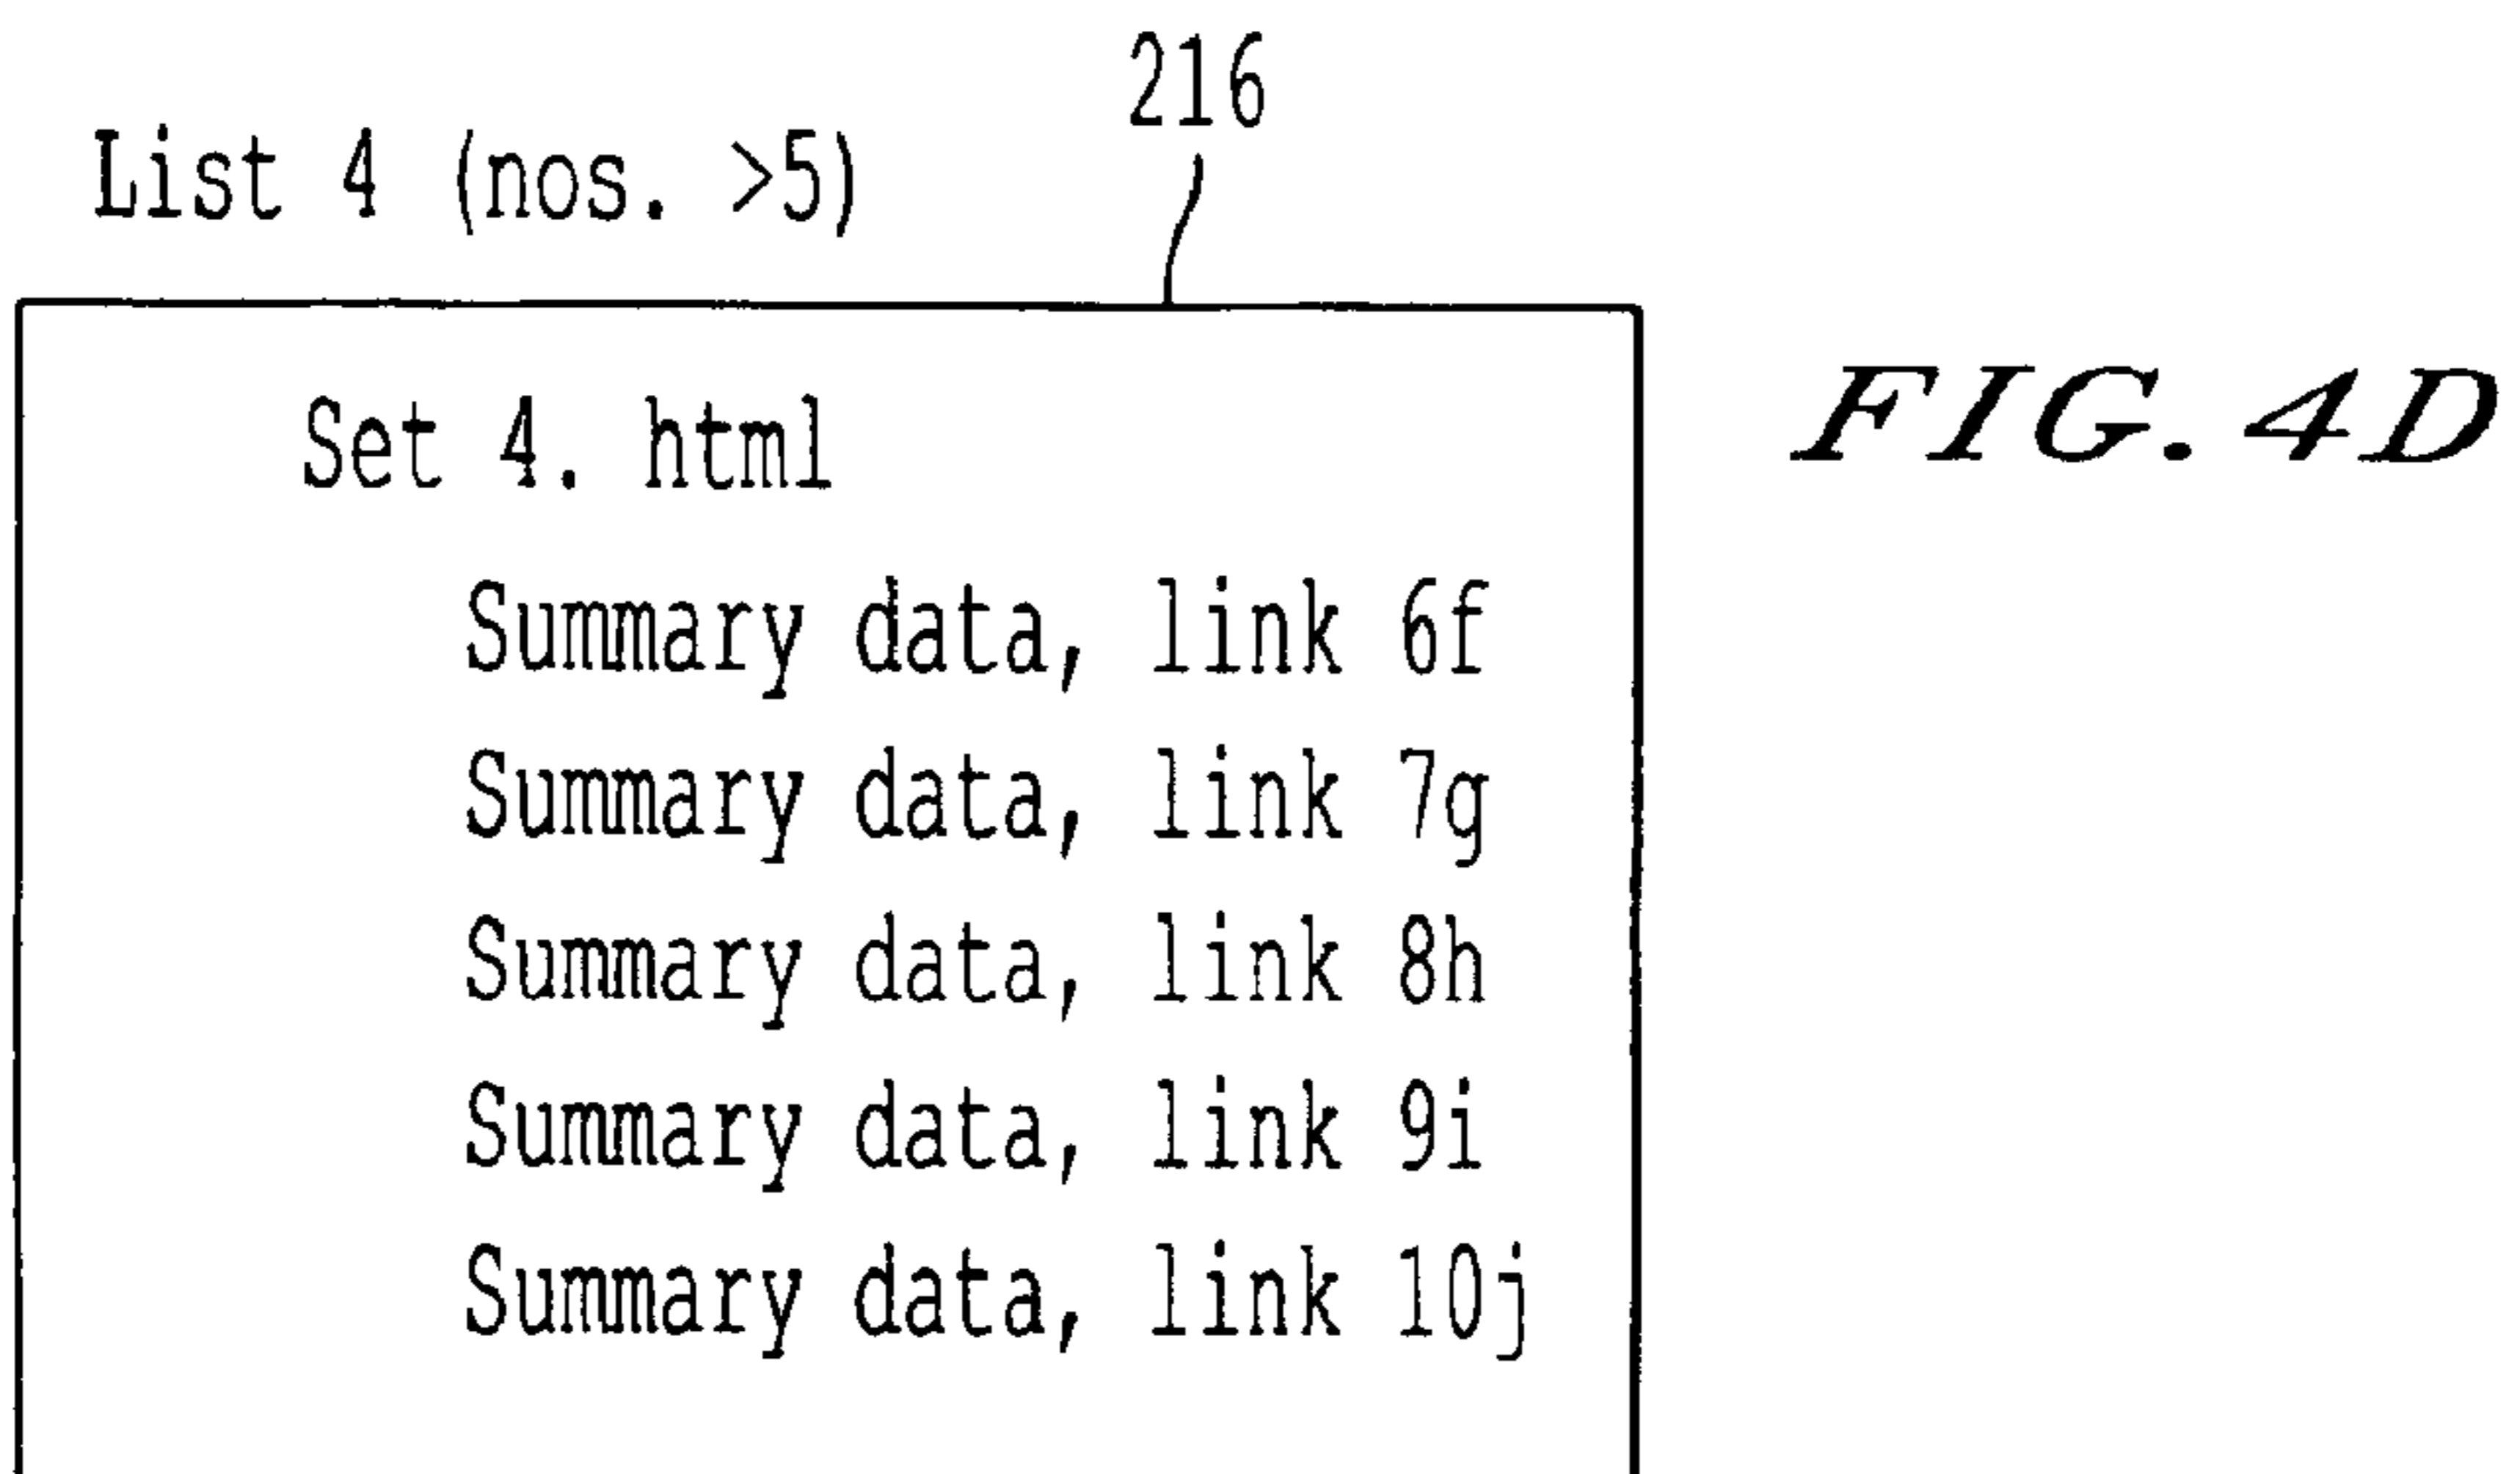 216
List 4 (nos. >5)
FIG. 4D
Set 4. html
Summary data, link 6f
Summary data, link 7g
Summary data, link 8h
Summary data, link 9i
Summary data, link 10j